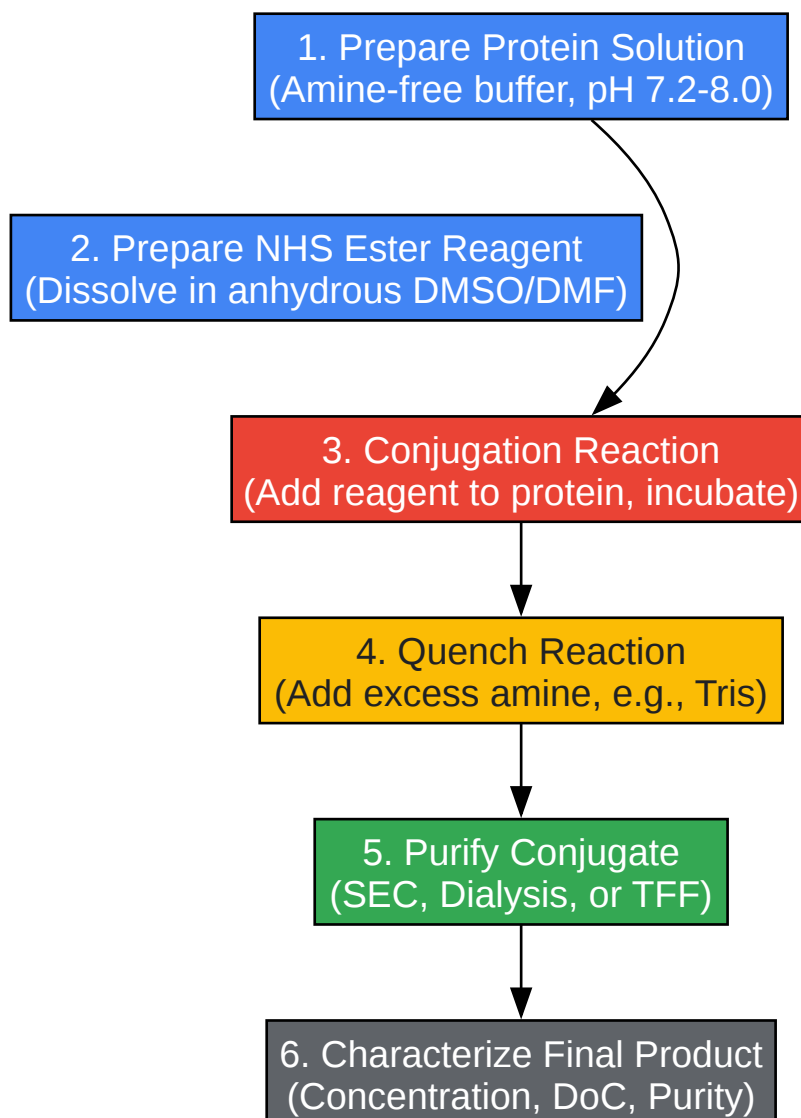 1. Prepare Protein Solution
(Amine-free buffer, pH 7.2-8.0)
2. Prepare NHS Ester Reagent
(Dissolve in anhydrous DMSO/DMF)
3. Conjugation Reaction
(Add reagent to protein, incubate)
4. Quench Reaction
(Add excess amine, e.g., Tris)
5. Purify Conjugate
(SEC, Dialysis, or TFF)
6. Characterize Final Product
(Concentration, DoC, Purity)